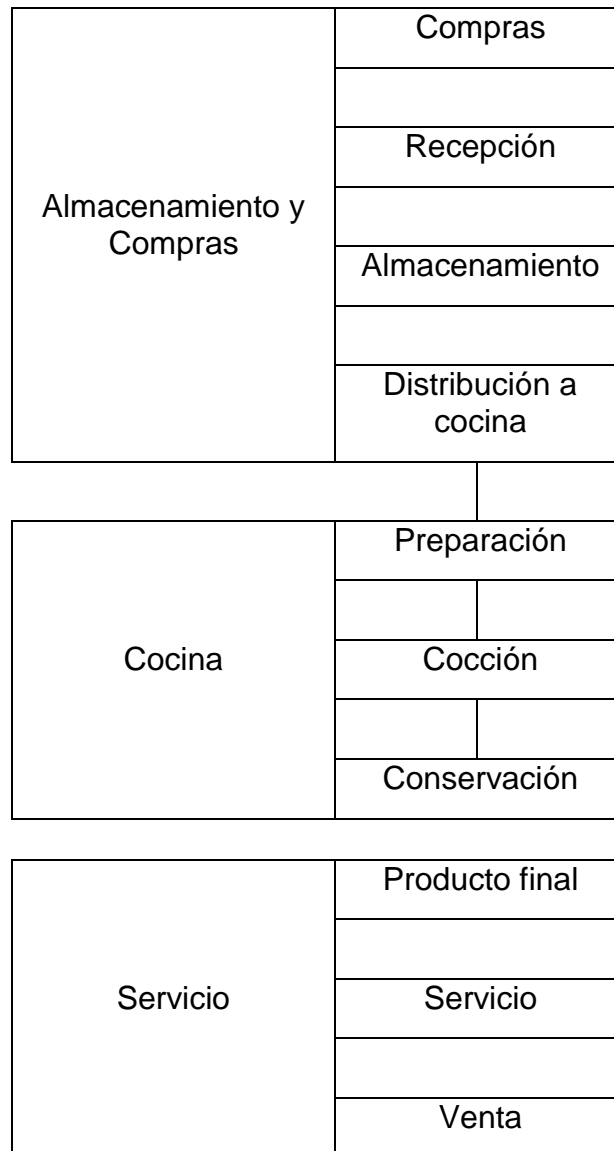 Almacenamiento y
Compras
Compras
Recepción
Almacenamiento
Distribución a
cocina
Cocina
Preparación
Cocción
Conservación
Servicio
Producto final
Servicio
Venta